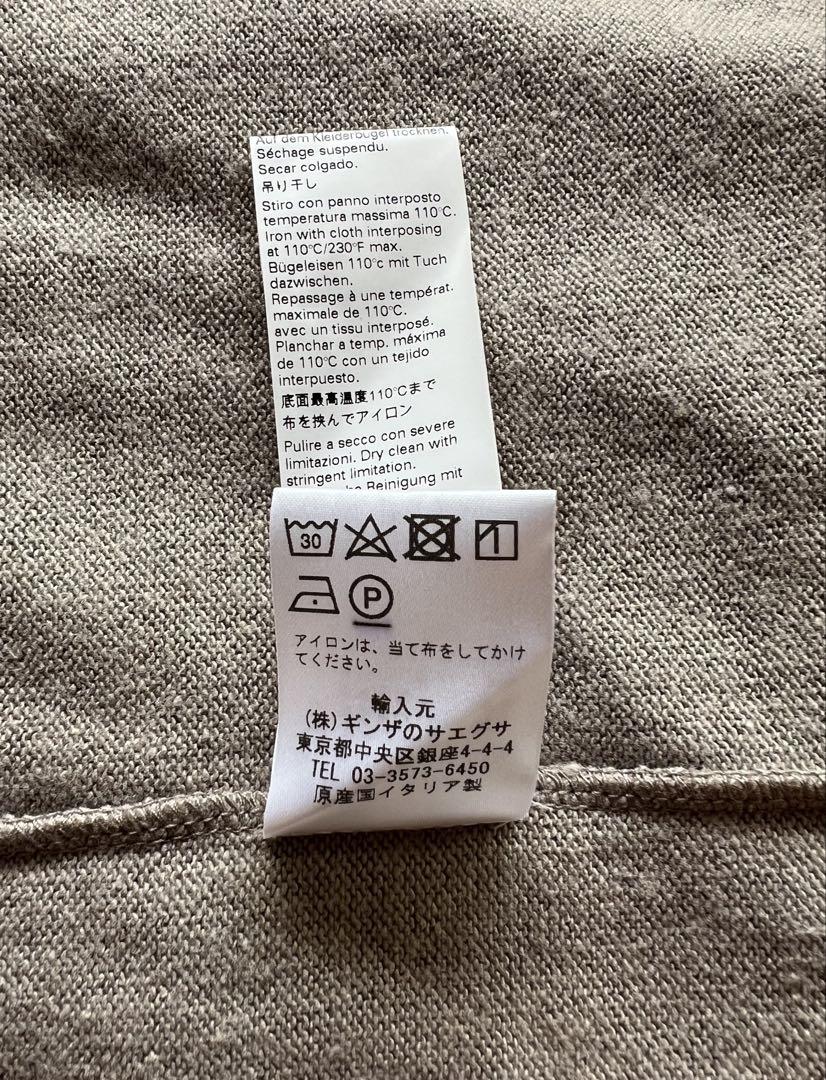 Auf dem Kleiderbügel trocknen.
Séchage suspendu.
Secar colgado.
吊り干し
Stiro con panno interposto
temperatura massima 110°C.
Iron with cloth interposing
at 110°C/230°F max.
Bügeleisen 110°c mit Tuch
dazwischen.
Repassage à une températ.
maximale de 110°C.
avec un tissu interposé.
Planchar a temp. máxima
de 110°C con un tejido
interpuesto.
底面最高温度110°Cまで
布を挟んでアイロン
Pulire a secco con severe
limitazioni. Dry clean with
stringent limitation.
Reinigung mit
30
P
アイロンは、当て布をしてかけ
てください。
輸入元
(株)ギンザのサエグサ
東京都中央区銀座4-4-4
TEL 03-3573-6450
原産国イタリア製